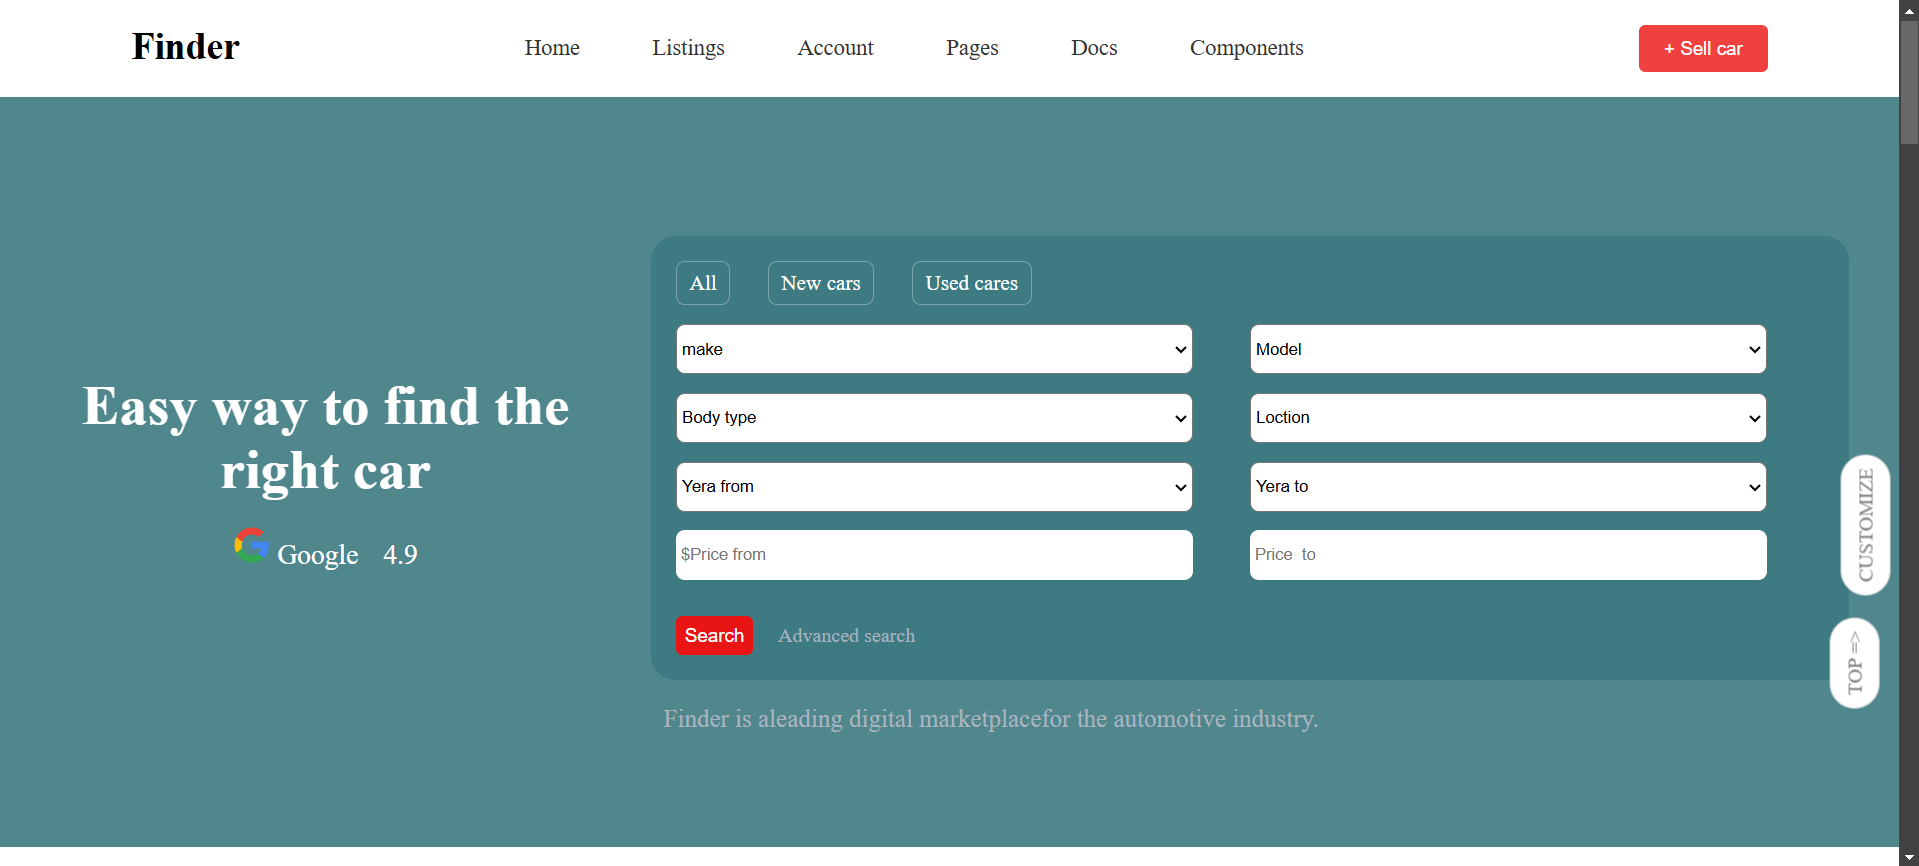 Finder
Home Listings Account Pages Docs Components
+ Sell car
All New cars Used cares
make Model
Body type Loction
Yera from Yera to
$Price from Price  to
Search Advanced search
Easy way to find the
right car
Google 4.9
Finder is aleading digital marketplacefor the automotive industry.
CUSTOMIZE
TOP =>